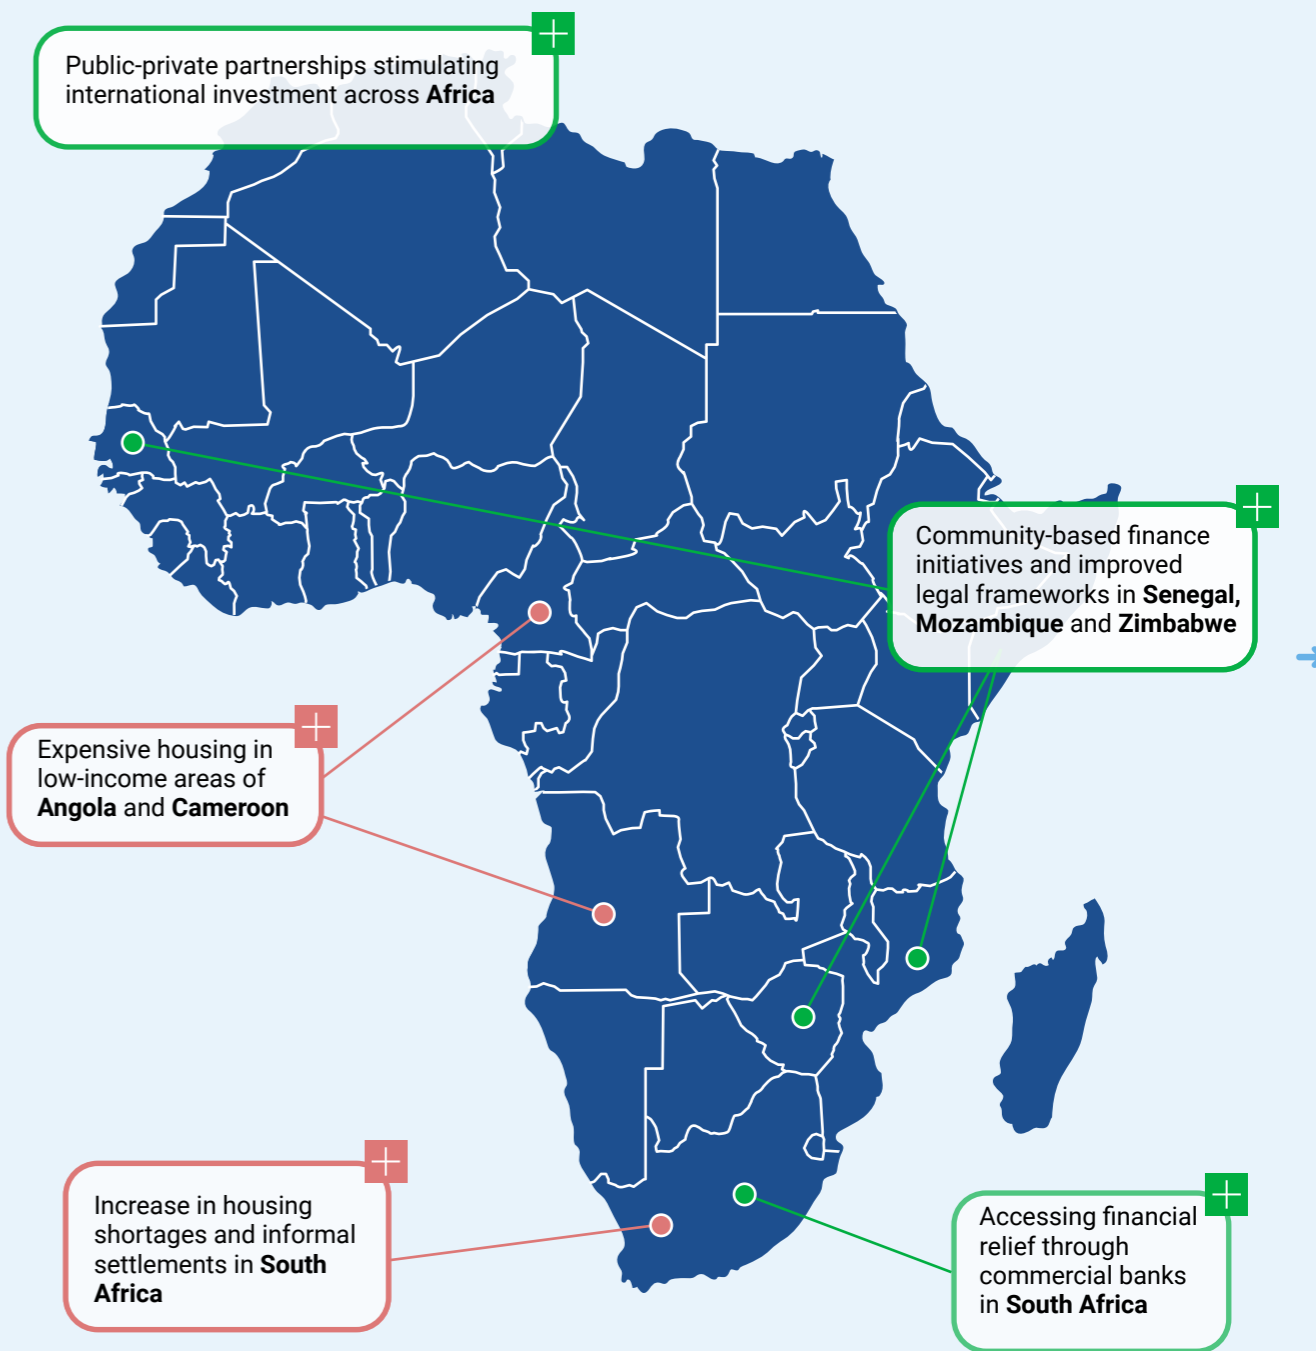 Public-private partnerships stimulating
international investment across Africa
Community-based finance
initiatives and improved
legal frameworks in Senegal,
Mozambique and Zimbabwe
Expensive housing in
low-income areas of
Angola and Cameroon
Increase in housing
shortages and informal
settlements in South
Africa
Accessing financial
relief through
commercial banks
in South Africa